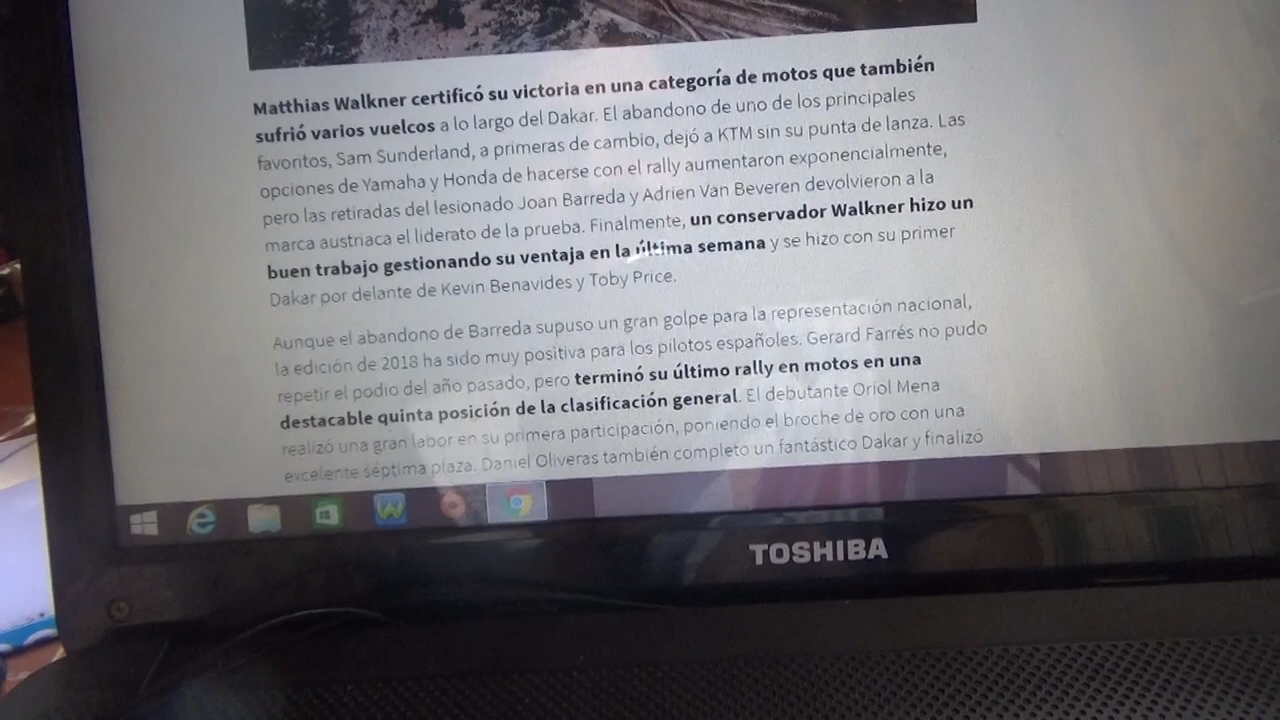 Matthias Walkner certificó su victoria en una categoría de motos que también
sufrió varios vuelcos a lo largo del Dakar. El abandono de uno de los principales
favoritos, Sam Sunderland, a primeras de cambio, dejó a KTM sin su punta de lanza. Las
opciones de Yamaha y Honda de hacerse con el rally aumentaron exponencialmente,
pero las retiradas del lesionado Joan Barreda y Adrien Van Beveren devolvieron a la
marca austriaca el liderato de la prueba. Finalmente, un conservador Walkner hizo un
buen trabajo gestionando su ventaja en la última semana y se hizo con su primer
Dakar por delante de Kevin Benavides y Toby Price.
Aunque el abandono de Barreda supuso un gran golpe para la representación nacional,
la edición de 2018 ha sido muy positiva para los pilotos españoles. Gerard Farrés no pudo
repetir el podio del año pasado, pero terminó su último rally en motos en una
destacable quinta posición de la clasificación general. El debutante Oriol Mena
realizó una gran labor en su primera participación, poniendo el broche de oro con una
excelente séptima plaza. Daniel Oliveras también completo un fantástico Dakar y finalizó
TOSHIBA